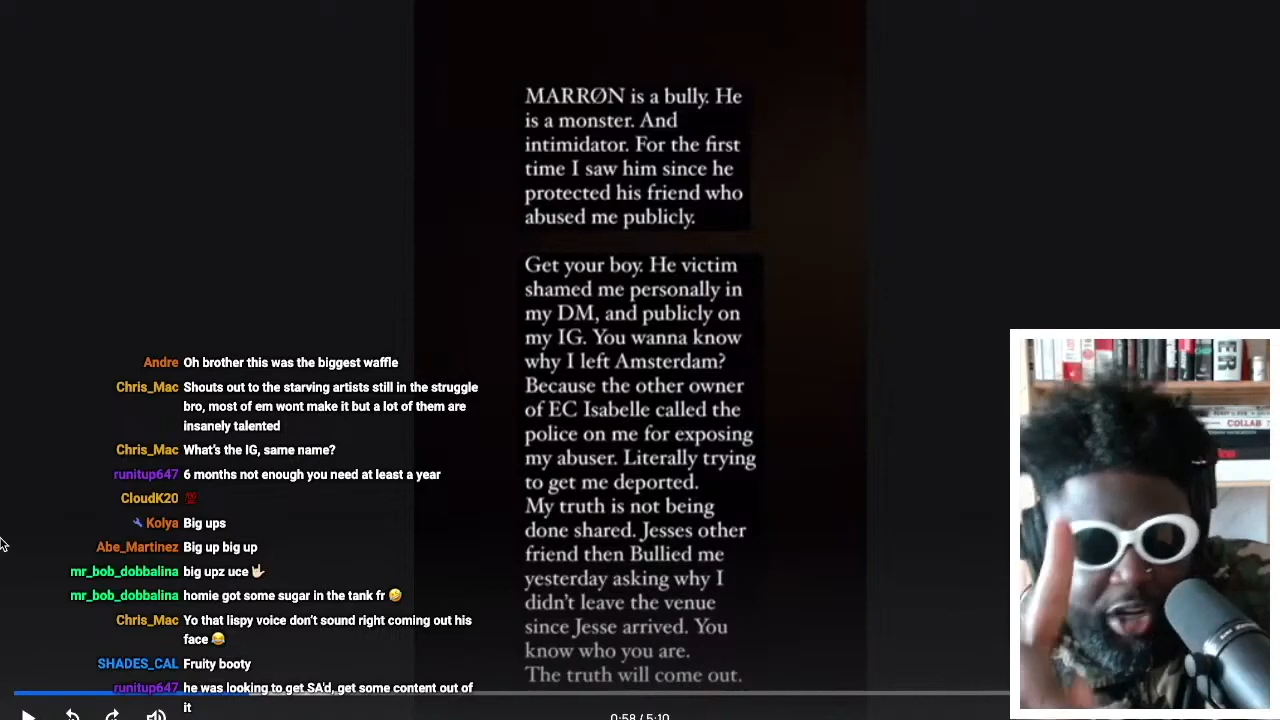 MARRØN is a bully. He
is a monster. And
intimidator. For the first
time I saw him since he
protected his friend who
abused me publicly.
Get your boy. He victim
shamed me personally in
my DM, and publicly on
my IG. You wanna know
why I left Amsterdam?
Because the other owner
of EC Isabelle called the
police on me for exposing
my abuser. Literally trying
to get me deported.
My truth is not being
done shared. Jesses other
friend then Bullied me
yesterday asking why I
didn't leave the venue
since Jesse arrived. You
know who you are.
The truth will come out.
Andre Oh brother this was the biggest waffle
Chris_Mac Shouts out to the starving artists still in the struggle
bro, most of em wont make it but a lot of them are
insanely talented
Chris_Mac What's the IG, same name?
runitup647 6 months not enough you need at least a year
CloudK20 💯
Kolya Big ups
Abe_Martinez Big up big up
mr_bob_dobbalina big upz uce 🤙🏻
mr_bob_dobbalina homie got some sugar in the tank fr 🤣
Chris_Mac Yo that lispy voice don't sound right coming out his
face 😂
SHADES_CAL Fruity booty
runitup647 he was looking to get SA'd, get some content out of
it
0:58 / 5:10
COLLAB
ER